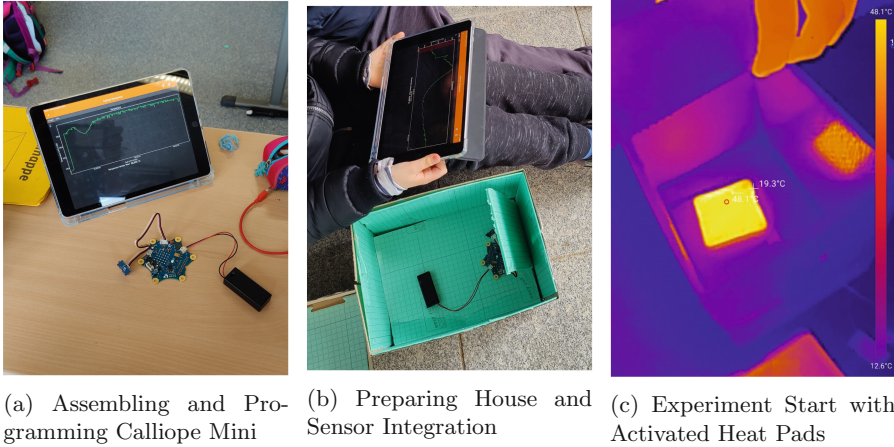 nappe
48.1°C
19.3°C
48.1°C
12.6°C
(a) Assembling and Pro-
gramming Calliope Mini
(b) Preparing House and
Sensor Integration
(c) Experiment Start with
Activated Heat Pads